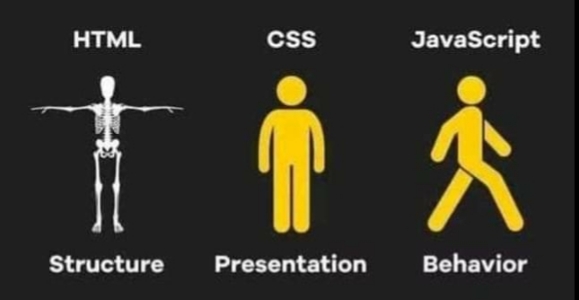 HTML
CSS
JavaScript
Structure
Presentation
Behavior